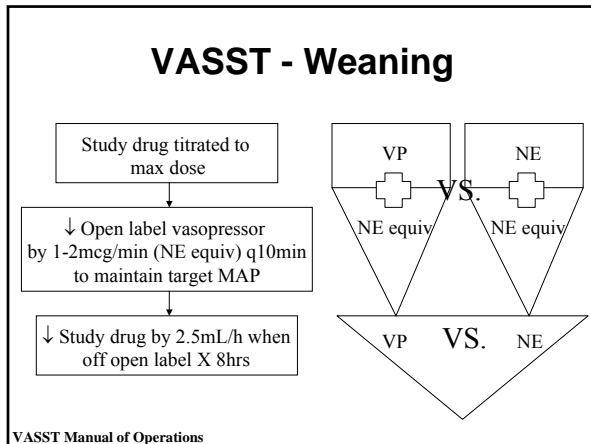 VASST - Weaning
Study drug titrated to
max dose
↓ Open label vasopressor
by 1-2mcg/min (NE equiv) q10min
to maintain target MAP
↓ Study drug by 2.5mL/h when
off open label X 8hrs
VP
NE
VS.
NE equiv
NE equiv
VP
VS.
NE
VASST Manual of Operations